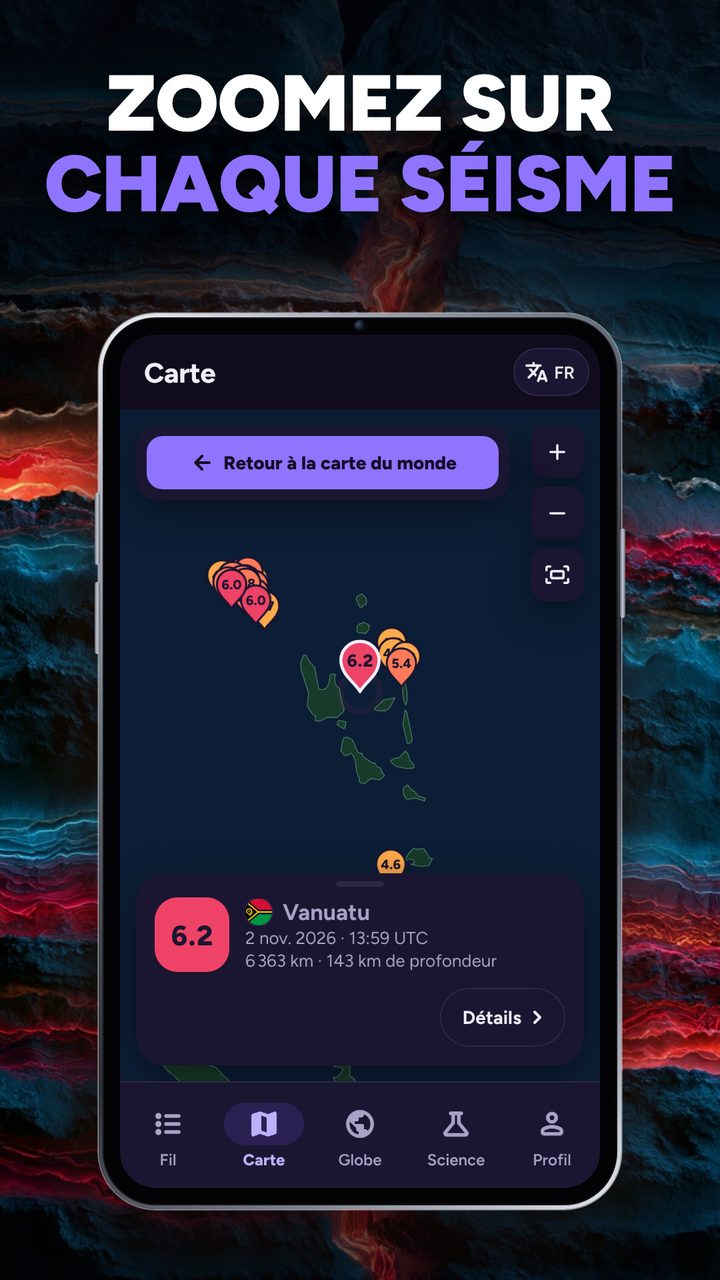 ZOOMEZ SUR
CHAQUE SÉISME
Carte
FR
← Retour à la carte du monde
+
−
6.0
6.0
6.2
5.4
4.6
6.2
Vanuatu
2 nov. 2026 · 13:59 UTC
6 363 km · 143 km de profondeur
Détails
Fil
Carte
Globe
Science
Profil